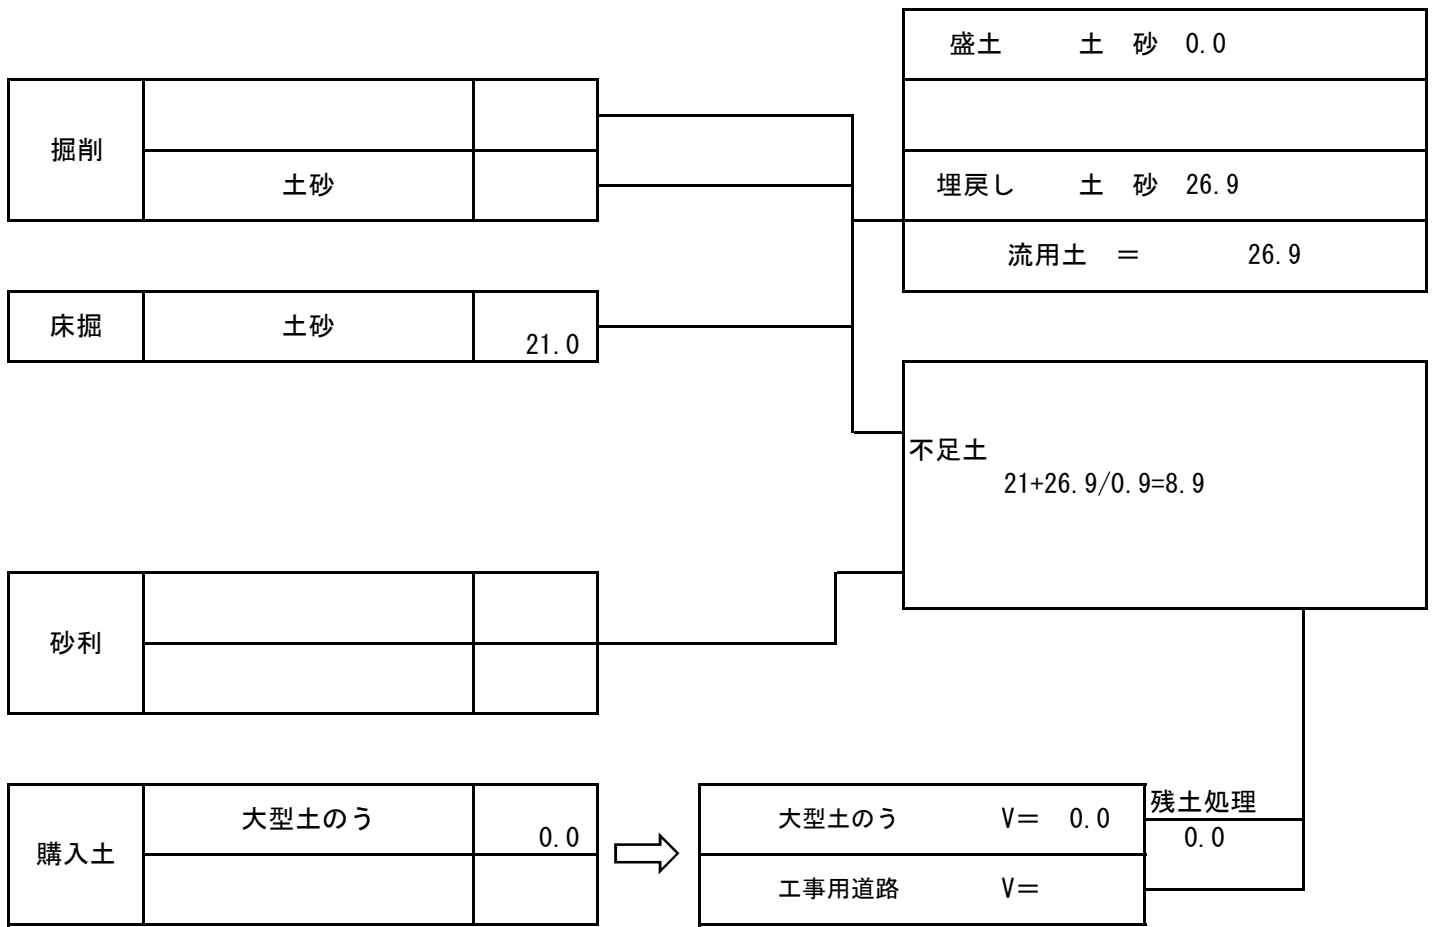 盛土 土 砂 0.0
掘削
土砂
埋戻し 土 砂 26.9
流用土 = 26.9
床掘 土砂 21.0
不足土
21+26.9/0.9=8.9
砂利
購入土
大型土のう 0.0
大型土のう V= 0.0
工事用道路 V=
残土処理
0.0